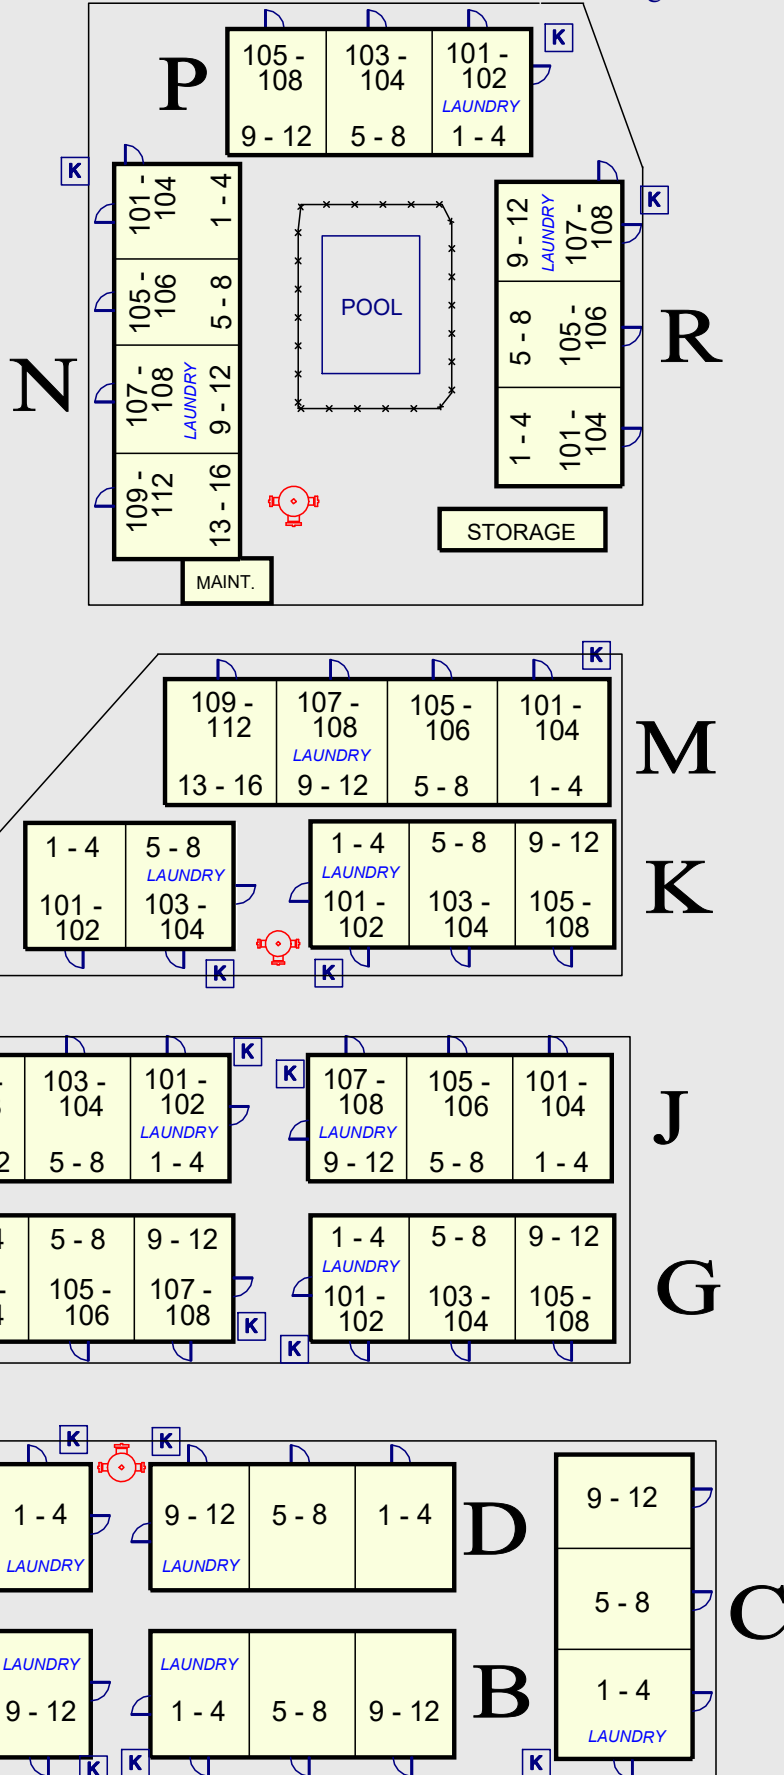 P
105 -
108
9 - 12
103 -
104
5 - 8
101 -
102
LAUNDRY
1 - 4
K
K
N
101 -
104
1 - 4
105 -
106
5 - 8
107 -
108
LAUNDRY
9 - 12
109 -
112
13 - 16
MAINT.
POOL
K
9 - 12
LAUNDRY
107 -
108
5 - 8
105 -
106
1 - 4
101 -
104
R
STORAGE
K
109 -
112
13 - 16
107 -
108
LAUNDRY
9 - 12
105 -
106
5 - 8
101 -
104
1 - 4
M
1 - 4
101 -
102
5 - 8
LAUNDRY
103 -
104
K
K
1 - 4
LAUNDRY
101 -
102
5 - 8
103 -
104
9 - 12
105 -
108
K
103 -
104
5 - 8
101 -
102
LAUNDRY
1 - 4
K
K
107 -
108
LAUNDRY
9 - 12
105 -
106
5 - 8
101 -
104
1 - 4
J
5 - 8
105 -
106
9 - 12
107 -
108
K
K
1 - 4
LAUNDRY
101 -
102
5 - 8
103 -
104
9 - 12
105 -
108
G
K
K
1 - 4
LAUNDRY
9 - 12
LAUNDRY
5 - 8
1 - 4
D
9 - 12
5 - 8
1 - 4
LAUNDRY
C
LAUNDRY
9 - 12
LAUNDRY
1 - 4
5 - 8
9 - 12
B
K
K
K